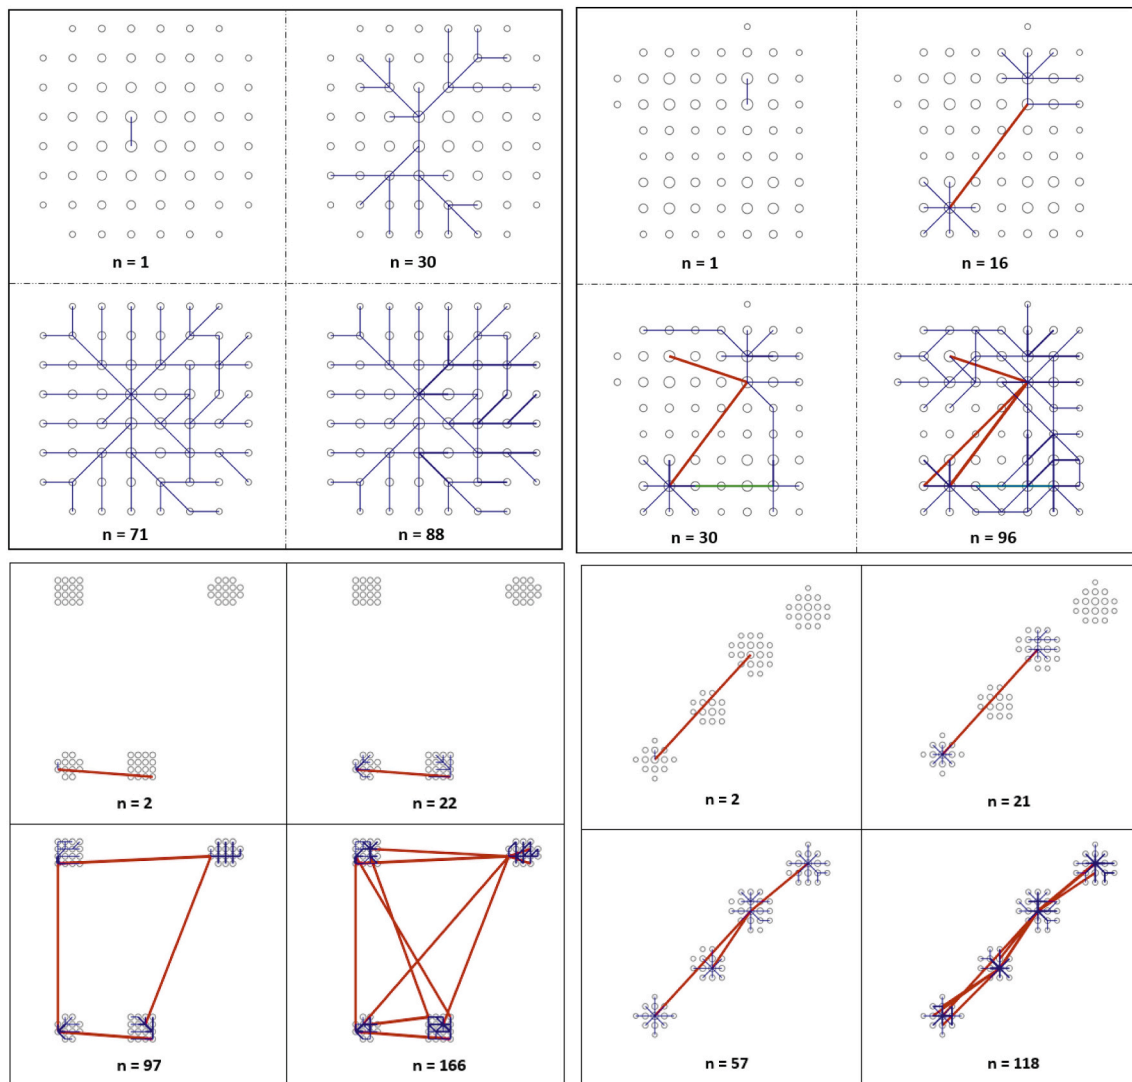 n = 1
n = 30
n = 71
n = 88
n = 1
n = 16
n = 30
n = 96
n = 2
n = 22
n = 97
n = 166
n = 2
n = 21
n = 57
n = 118